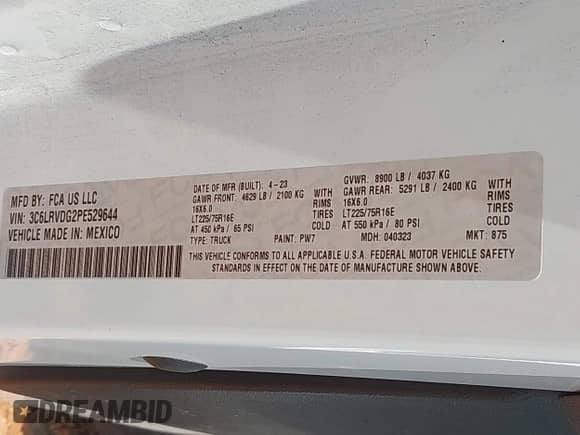 MFD BY: FCA US LLC
VIN: 3C6LRVDG2PE529644
VEHICLE MADE IN: MEXICO
DATE OF MFR (BUILT): 4-23
GVWR: 8900 LB / 4037 KG
GAWR FRONT: 4629 LB / 2100 KG WITH
16X6.0 RIMS
LT225/75R16E TIRES
AT 450 kPa / 65 PSI COLD
GAWR REAR: 5291 LB / 2400 KG WITH
16X6.0 RIMS
LT225/75R16E TIRES
AT 550 kPa / 80 PSI COLD
TYPE: TRUCK PAINT: PW7 MDH: 040323 MKT: 875
THIS VEHICLE CONFORMS TO ALL APPLICABLE U.S.A. FEDERAL MOTOR VEHICLE SAFETY
STANDARDS IN EFFECT ON THE DATE OF MANUFACTURE SHOWN ABOVE.
DREAMBID